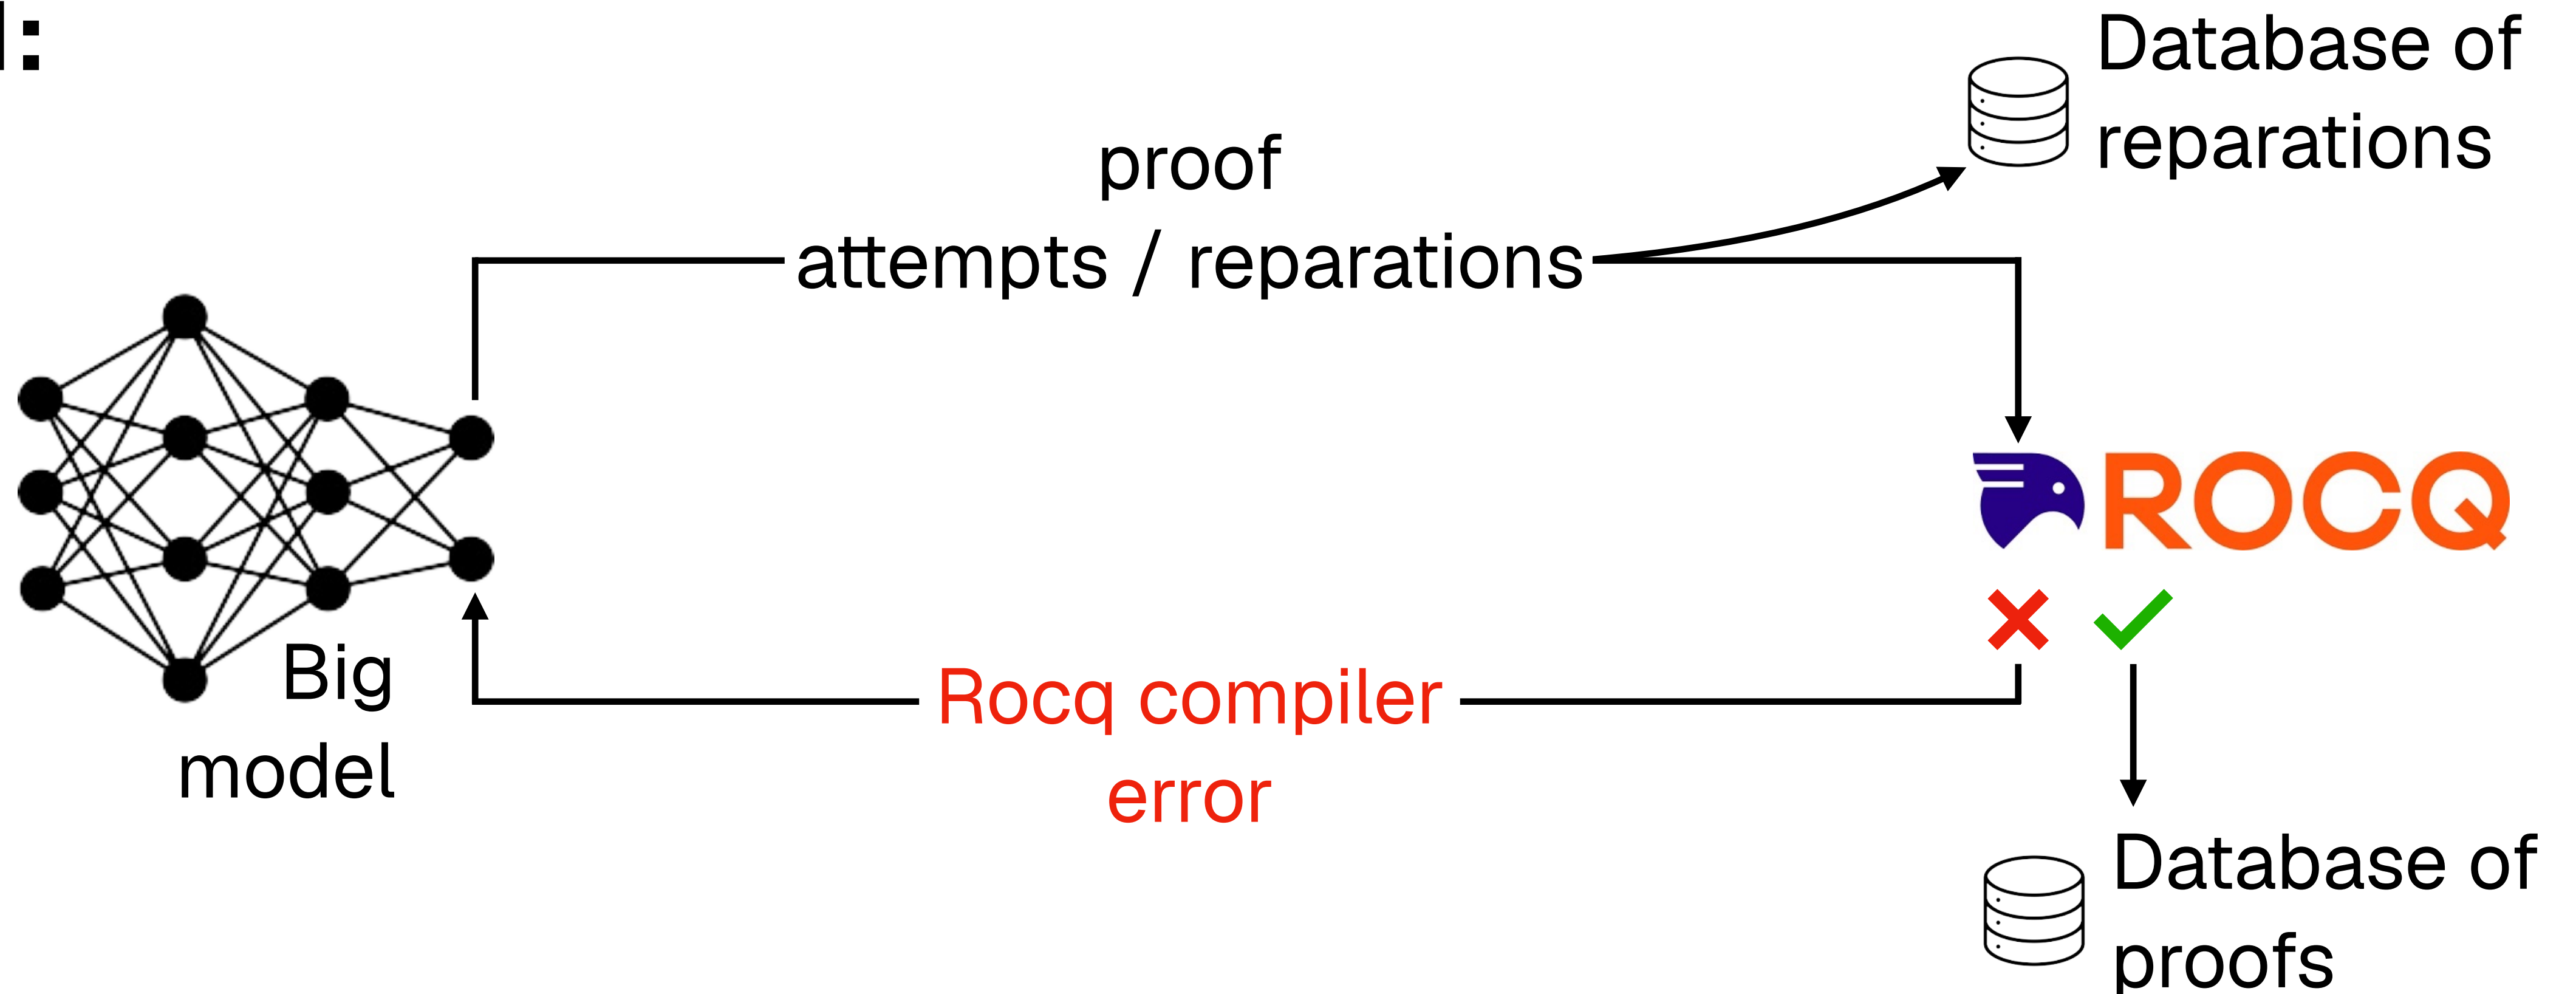 :
Database of
reparations
proof
attempts / reparations
ROCQ
Big
model
Rocq compiler
error
Database of
proofs